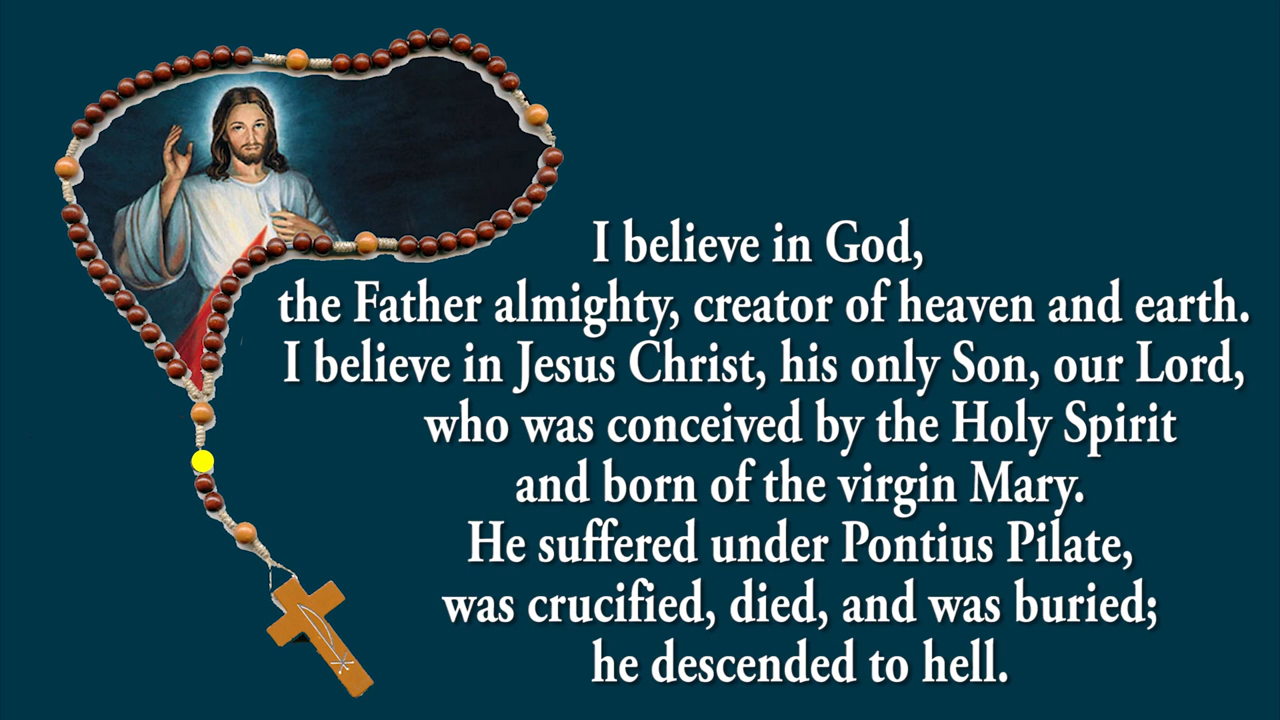 I believe in God,
the Father almighty, creator of heaven and earth.
I believe in Jesus Christ, his only Son, our Lord,
who was conceived by the Holy Spirit
and born of the virgin Mary.
He suffered under Pontius Pilate,
was crucified, died, and was buried;
he descended to hell.